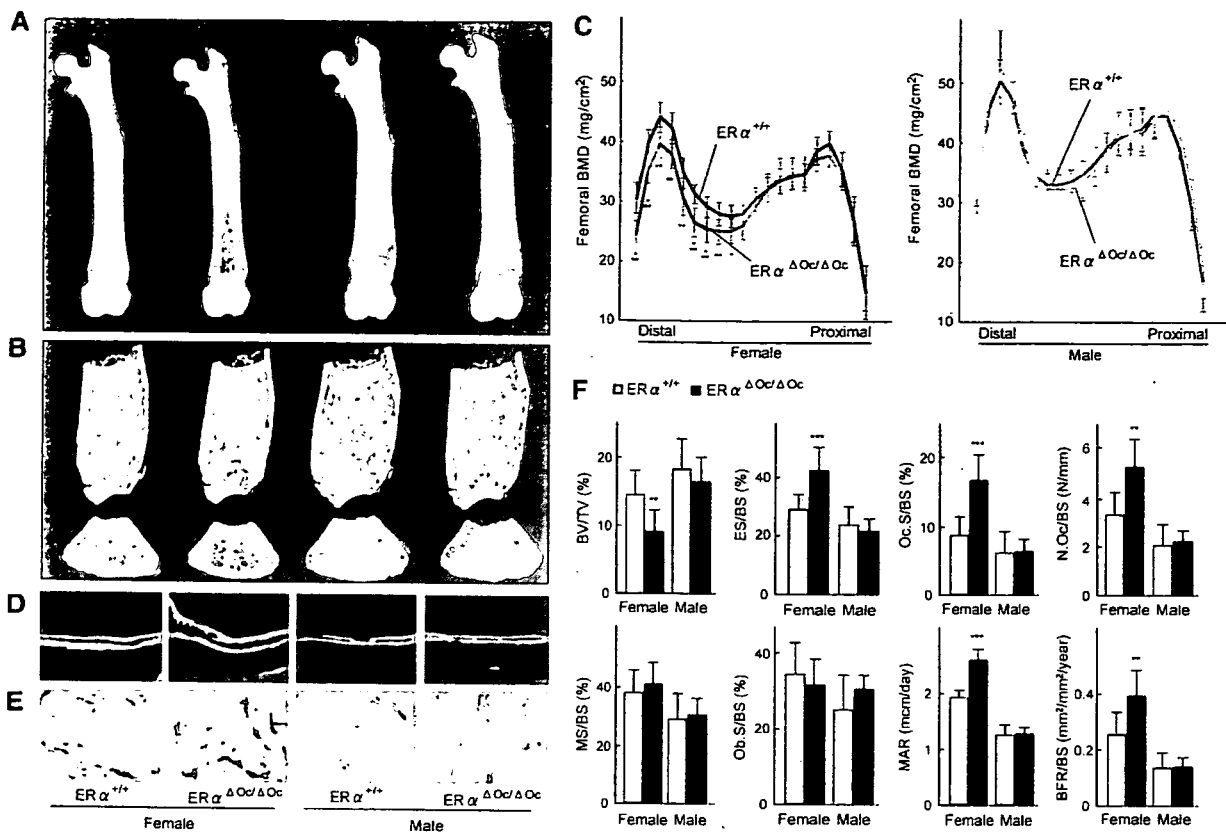 A
B
D
E
ERα+/+
ERαΔOc/ΔOc
ERα+/+
ERαΔOc/ΔOc
Female
Male
C
Femoral BMD (mg/cm²)
50
40
30
20
10
ERα+/+
ERαΔOc/ΔOc
Distal
Proximal
Female
Femoral BMD (mg/cm²)
50
40
30
20
10
ERα+/+
ERαΔOc/ΔOc
Distal
Proximal
Male
F
ERα+/+ ERαΔOc/ΔOc
BV/TV (%)
20
10
0
**
Female Male
ES/BS (%)
40
20
0
***
Female Male
Oc.S/BS (%)
20
10
0
***
Female Male
N.Oc/BS (N/mm)
6
4
2
0
**
Female Male
MS/BS (%)
40
20
0
Female Male
Ob.S/BS (%)
40
20
0
Female Male
MAR (mcm/day)
2
1
0
***
Female Male
BFR/BS (mm³/mm²/year)
0.4
0.2
0
**
Female Male